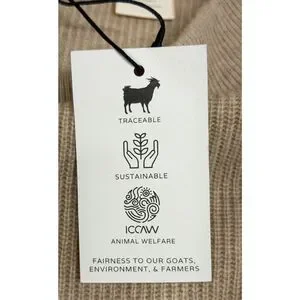 TRACEABLE
SUSTAINABLE
ICCAW
ANIMAL WELFARE
FAIRNESS TO OUR GOATS,
ENVIRONMENT, & FARMERS